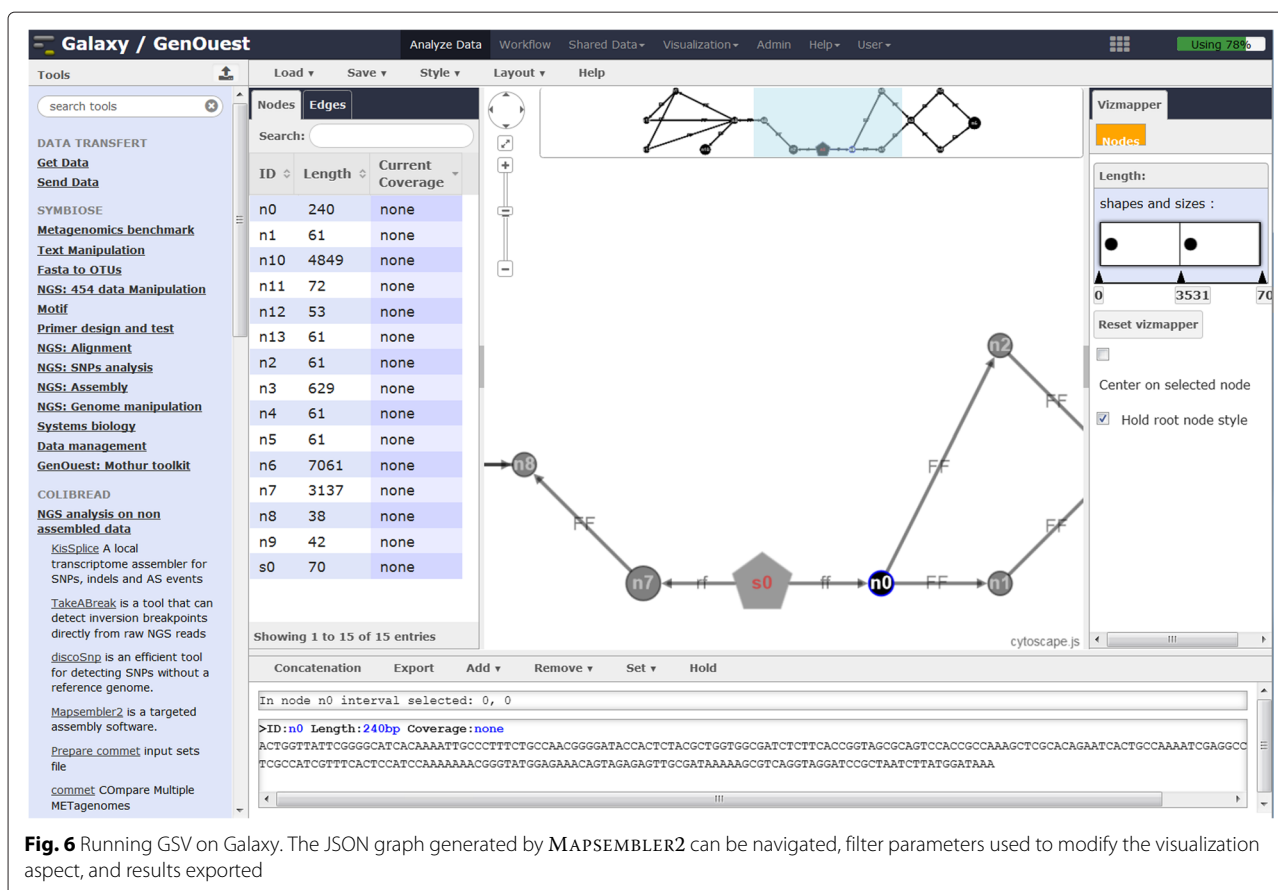 Galaxy / GenOuest
Analyze Data Workflow Shared Data Visualization Admin Help User
Using 78%
Tools
search tools
DATA TRANSFERT
Get Data
Send Data
SYMBIOSE
Metagenomics benchmark
Text Manipulation
Fasta to OTUs
NGS: 454 data Manipulation
Motif
Primer design and test
NGS: Alignment
NGS: SNPs analysis
NGS: Assembly
NGS: Genome manipulation
Systems biology
Data management
GenOuest: Mothur toolkit
COLIBREAD
NGS analysis on non
assembled data
KisSplice A local
transcriptome assembler for
SNPs, indels and AS events
TakeABreak is a tool that can
detect inversion breakpoints
directly from raw NGS reads
discoSnp is an efficient tool
for detecting SNPs without a
reference genome.
Mapsembler2 is a targeted
assembly software.
Prepare commet input sets
file
commet COmpare Multiple
METagenomes
Load Save Style Layout Help
Nodes Edges
Search:
ID Length Current
Coverage
n0 240 none
n1 61 none
n10 4849 none
n11 72 none
n12 53 none
n13 61 none
n2 61 none
n3 629 none
n4 61 none
n5 61 none
n6 7061 none
n7 3137 none
n8 38 none
n9 42 none
s0 70 none
Showing 1 to 15 of 15 entries
n2
FF
n8
FF
FF
FF
n7 rf s0 ff n0 FF n1
cytoscape.js
Vizmapper
Nodes
Length:
shapes and sizes :
0 3531 70
Reset vizmapper
Center on selected node
Hold root node style
Concatenation Export Add Remove Set Hold
In node n0 interval selected: 0, 0
>ID:n0 Length:240bp Coverage:none
ACTGGTTATTCGGGGCATCACAAAATTGCCCTTTCTGCCAACGGGGATACCACTCTACGCTGGTGGCGATCTCTTCACCGGTAGCGCAGTCCACCGCCAAAGCTCGCACAGAATCACTGCCAAAATCGAGGCC
TCGCCATCGTTTCACTCCATCCAAAAAAACGGGTATGGAGAAACAGTAGAGAGTTGCGATAAAAAGCGTCAGGTAGGATCCGCTAATCTTATGGATAAA
Fig. 6 Running GSV on Galaxy. The JSON graph generated by MAPSEMBLER2 can be navigated, filter parameters used to modify the visualization
aspect, and results exported